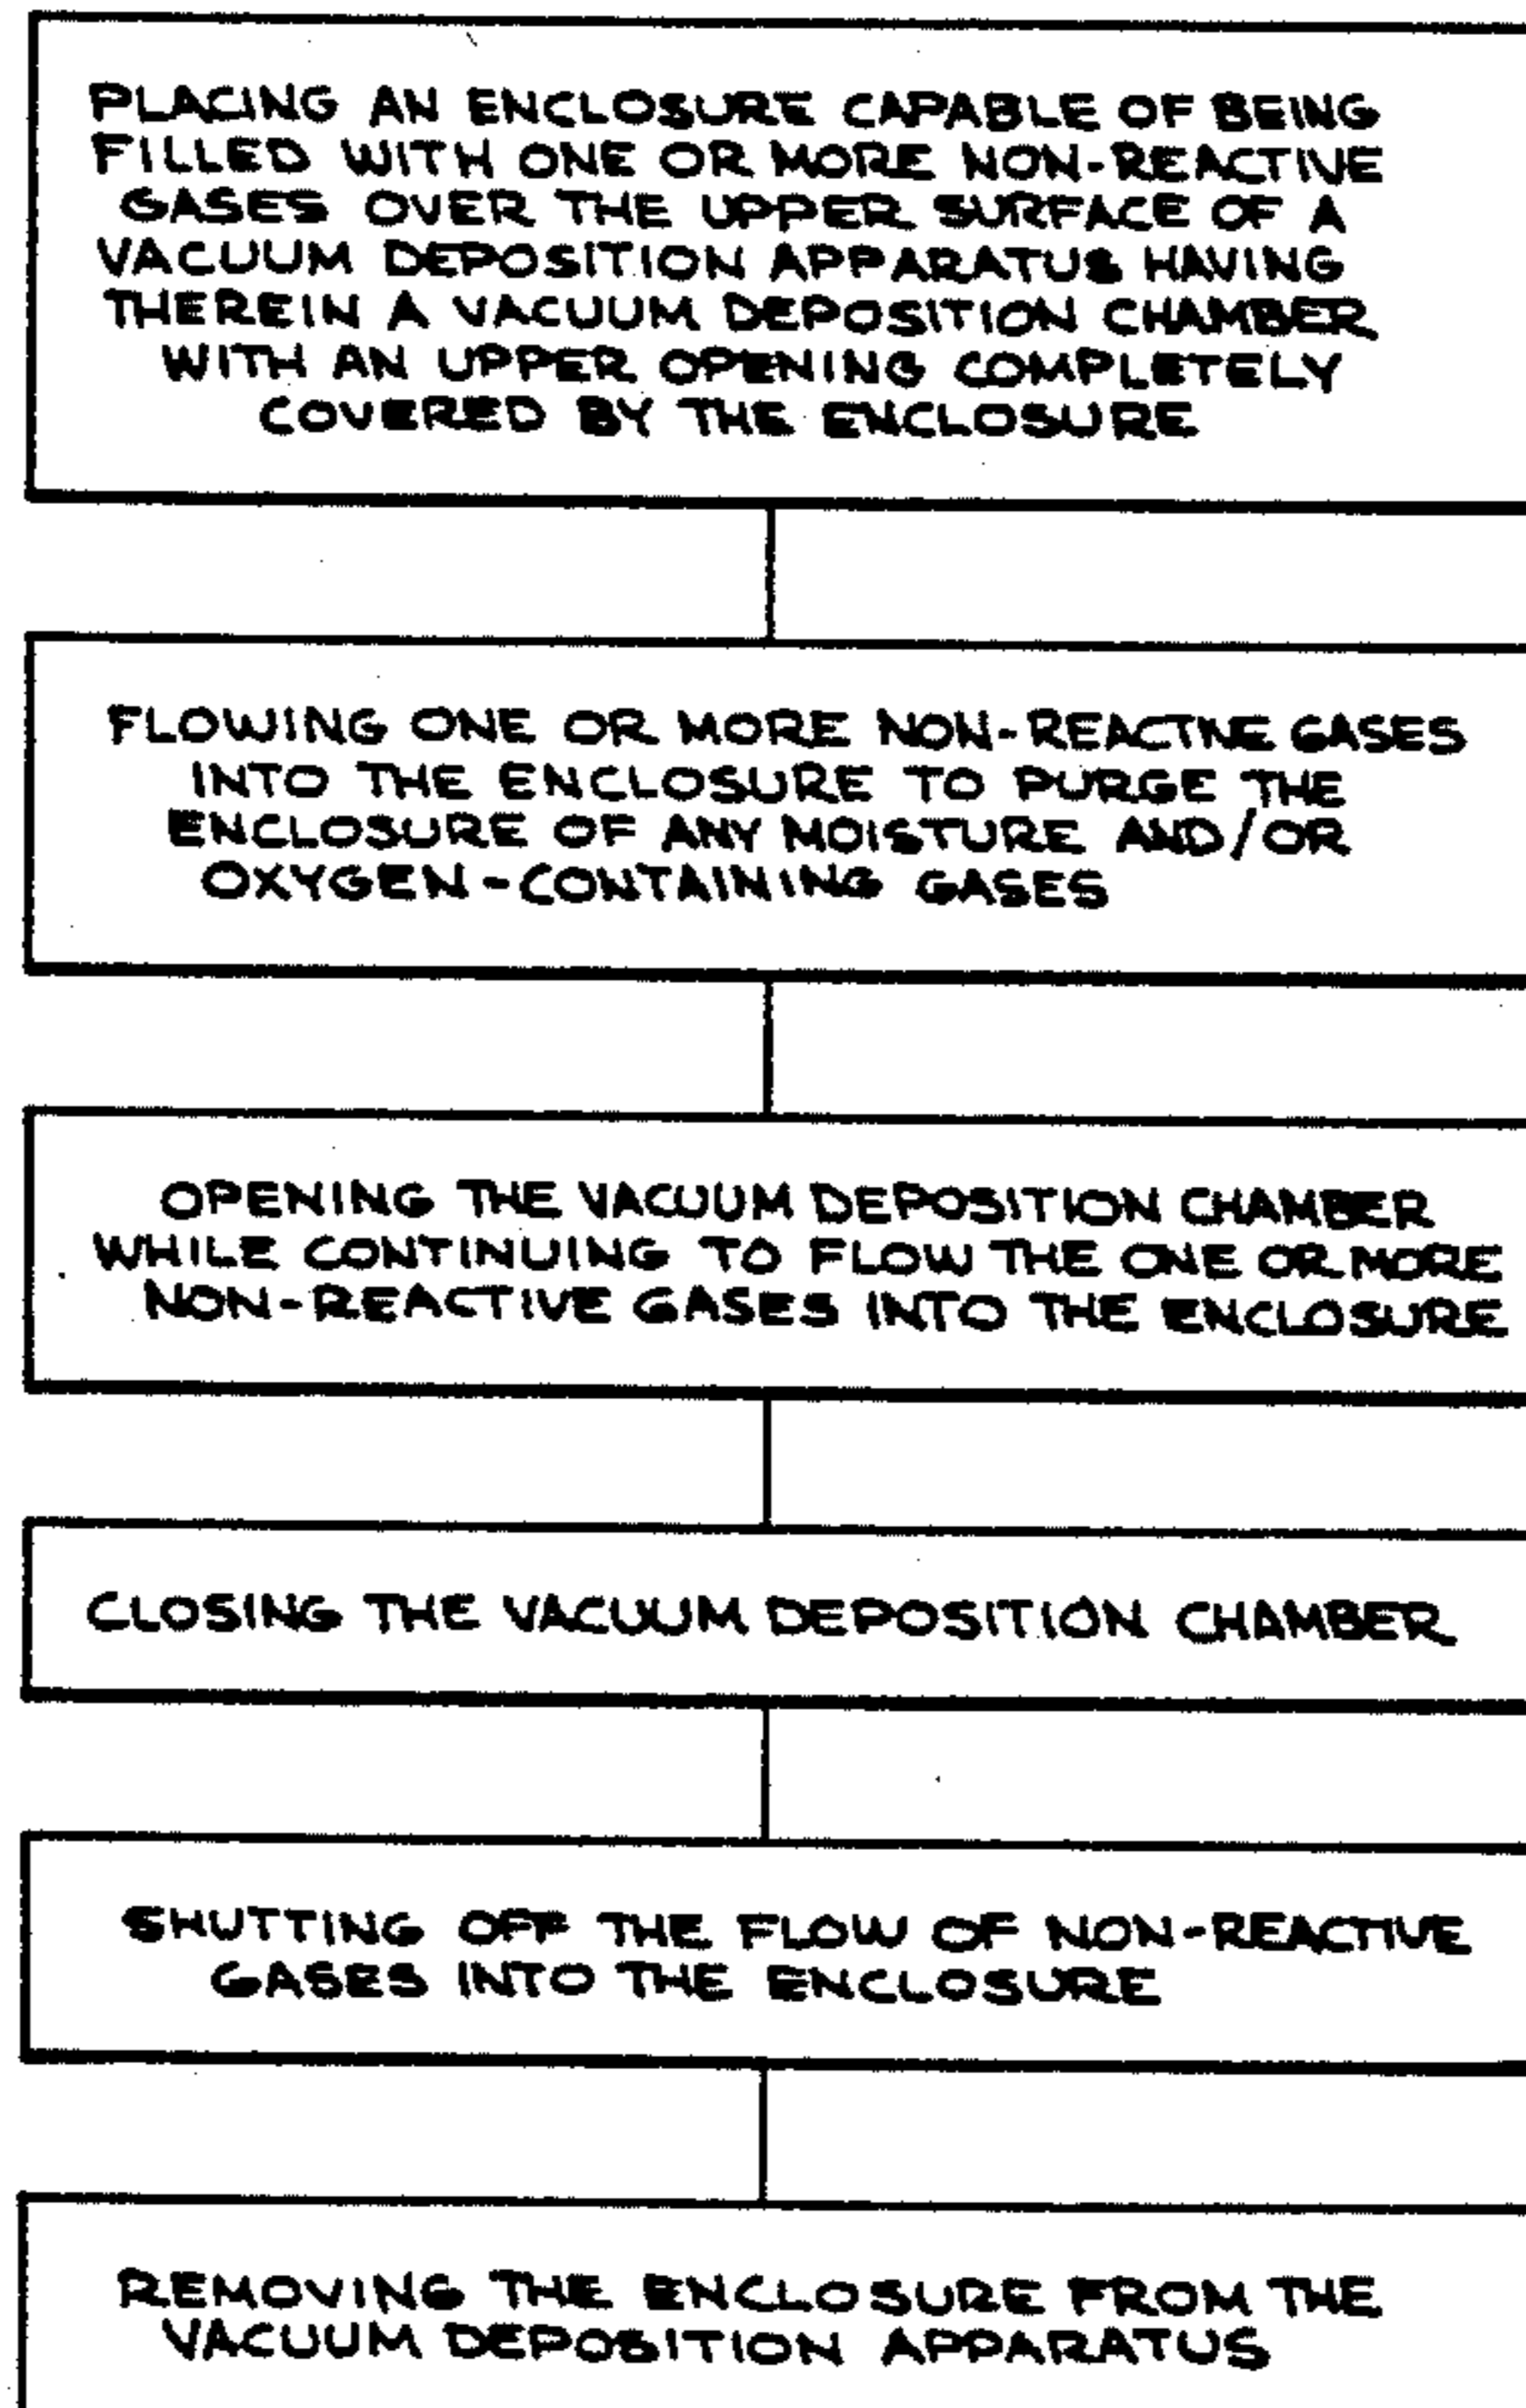 PLACING AN ENCLOSURE CAPABLE OF BEING
FILLED WITH ONE OR MORE NON-REACTIVE
GASES OVER THE UPPER SURFACE OF A
VACUUM DEPOSITION APPARATUS HAVING
THEREIN A VACUUM DEPOSITION CHAMBER
WITH AN UPPER OPENING COMPLETELY
COVERED BY THE ENCLOSURE
FLOWING ONE OR MORE NON-REACTIVE GASES
INTO THE ENCLOSURE TO PURGE THE
ENCLOSURE OF ANY MOISTURE AND/OR
OXYGEN-CONTAINING GASES
OPENING THE VACUUM DEPOSITION CHAMBER
WHILE CONTINUING TO FLOW THE ONE OR MORE
NON-REACTIVE GASES INTO THE ENCLOSURE
CLOSING THE VACUUM DEPOSITION CHAMBER
SHUTTING OFF THE FLOW OF NON-REACTIVE
GASES INTO THE ENCLOSURE
REMOVING THE ENCLOSURE FROM THE
VACUUM DEPOSITION APPARATUS